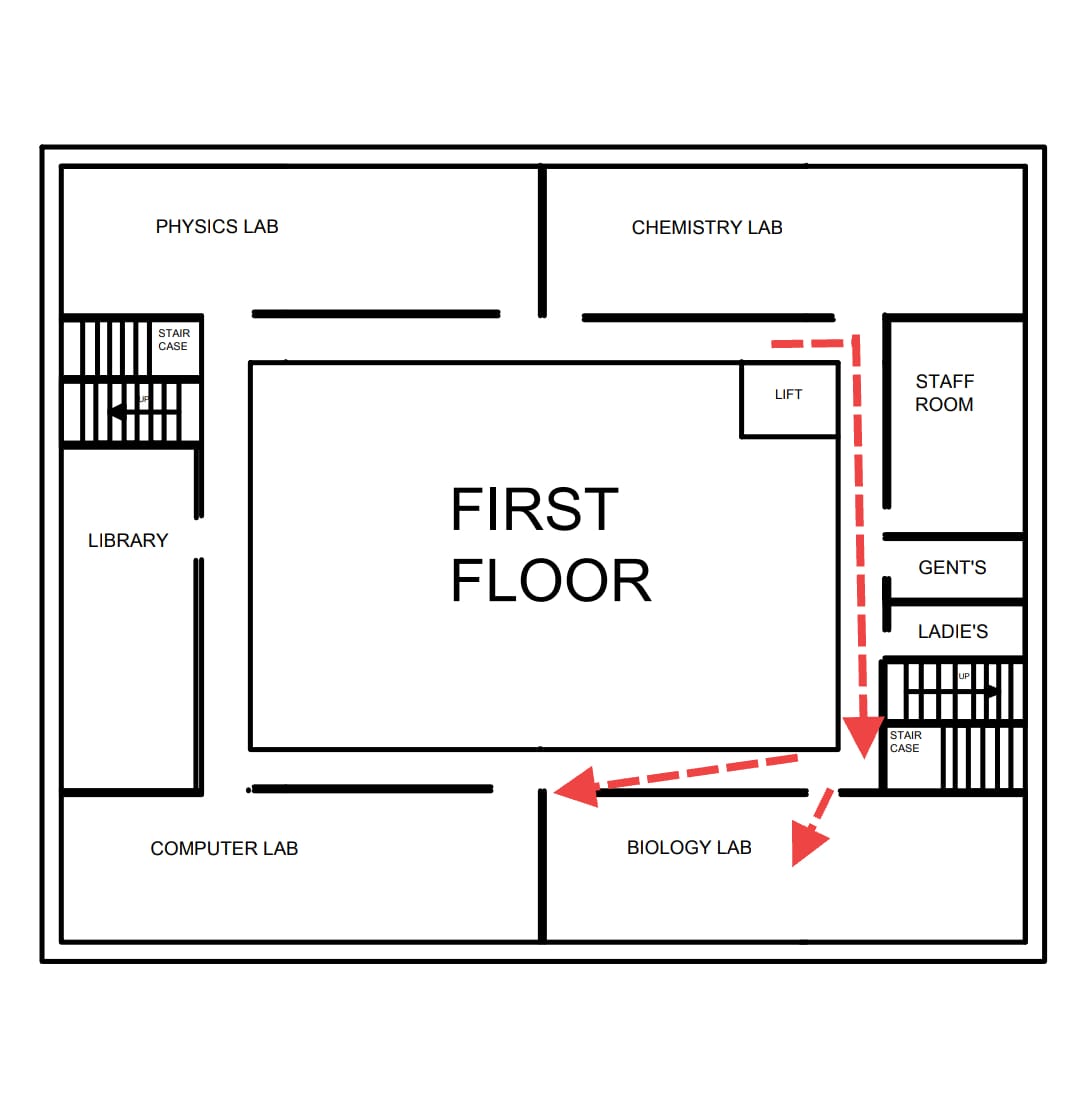 PHYSICS LAB
CHEMISTRY LAB
STAIR
CASE
UP
LIFT
STAFF
ROOM
FIRST
FLOOR
LIBRARY
GENT'S
LADIE'S
UP
STAIR
CASE
COMPUTER LAB
BIOLOGY LAB